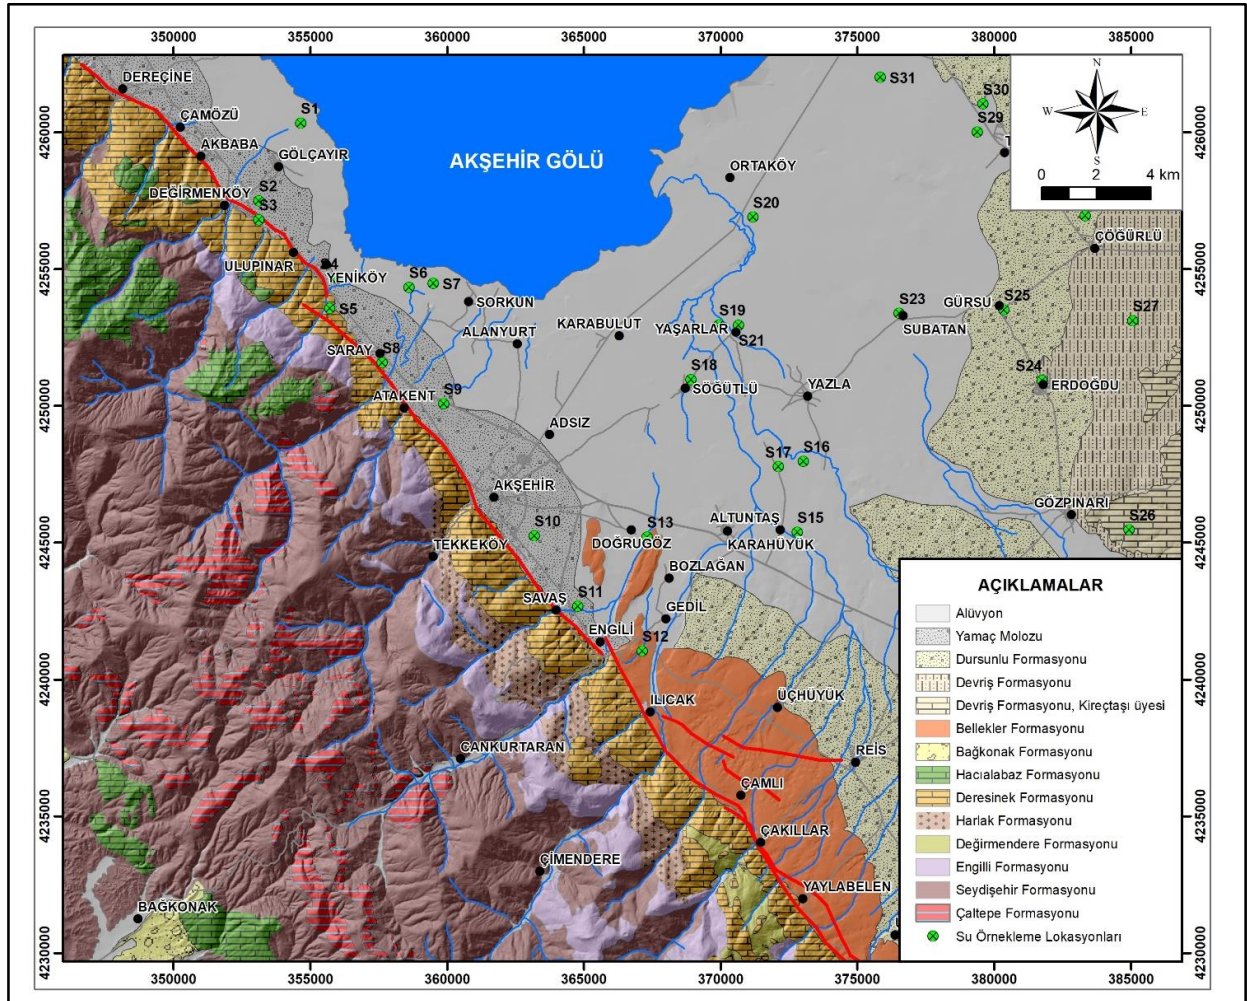 350000 355000 360000 365000 370000 375000 380000 385000
4260000
4255000
4250000
4245000
4240000
4235000
4230000
DEREÇİNE
ÇAMÖZÜ
S1
AKBABA
GÖLÇAYIR
S2
DEĞİRMENKÖY
S3
ULUPINAR
YENİKÖY
S5
S6
S7
SORKUN
AKŞEHİR GÖLÜ
ORTAKÖY
S20
S31
S30
S29
N
W E
S
0 2 4 km
ÇÖĞÜRLÜ
ALANYURT
KARABULUT
YAŞARLAR
S19
S21
S23
SUBATAN
GÜRSU
S25
S27
SARAY
S8
ATAKENT
S9
S18
SÖĞÜTLÜ
YAZLA
S24
ERDOĞDU
ADSIZ
S17
S16
AKŞEHİR
S10
TEKKEKÖY
DOĞRUGÖZ
S13
ALTUNTAŞ
KARAHÜYÜK
S15
GÖZPINARI
S26
BOZLAĞAN
SAVAŞ
S11
GEDİL
ENGİLİ
S12
ILICAK
ÜÇHÜYÜK
REİS
CANKURTARAN
ÇAMLI
ÇAKILLAR
ÇİMENDERE
YAYLABELEN
BAĞKONAK
AÇIKLAMALAR
Alüvyon
Yamaç Molozu
Dursunlu Formasyonu
Devriş Formasyonu
Devriş Formasyonu, Kireçtaşı üyesi
Bellekler Formasyonu
Bağkonak Formasyonu
Hacıalabaz Formasyonu
Deresinek Formasyonu
Harlak Formasyonu
Değirmendere Formasyonu
Engilli Formasyonu
Seydişehir Formasyonu
Çaltepe Formasyonu
Su Örnekleme Lokasyonları
4260000
4255000
4250000
4245000
4240000
4235000
4230000
350000 355000 360000 365000 370000 375000 380000 385000